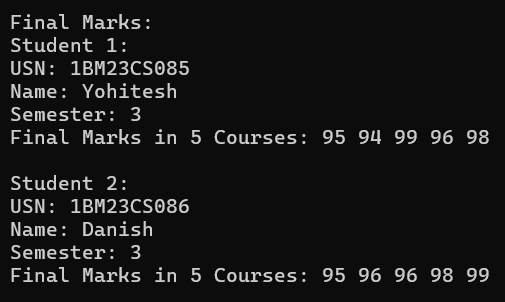 Final Marks:
Student 1:
USN: 1BM23CS085
Name: Yohitesh
Semester: 3
Final Marks in 5 Courses: 95 94 99 96 98
Student 2:
USN: 1BM23CS086
Name: Danish
Semester: 3
Final Marks in 5 Courses: 95 96 96 98 99